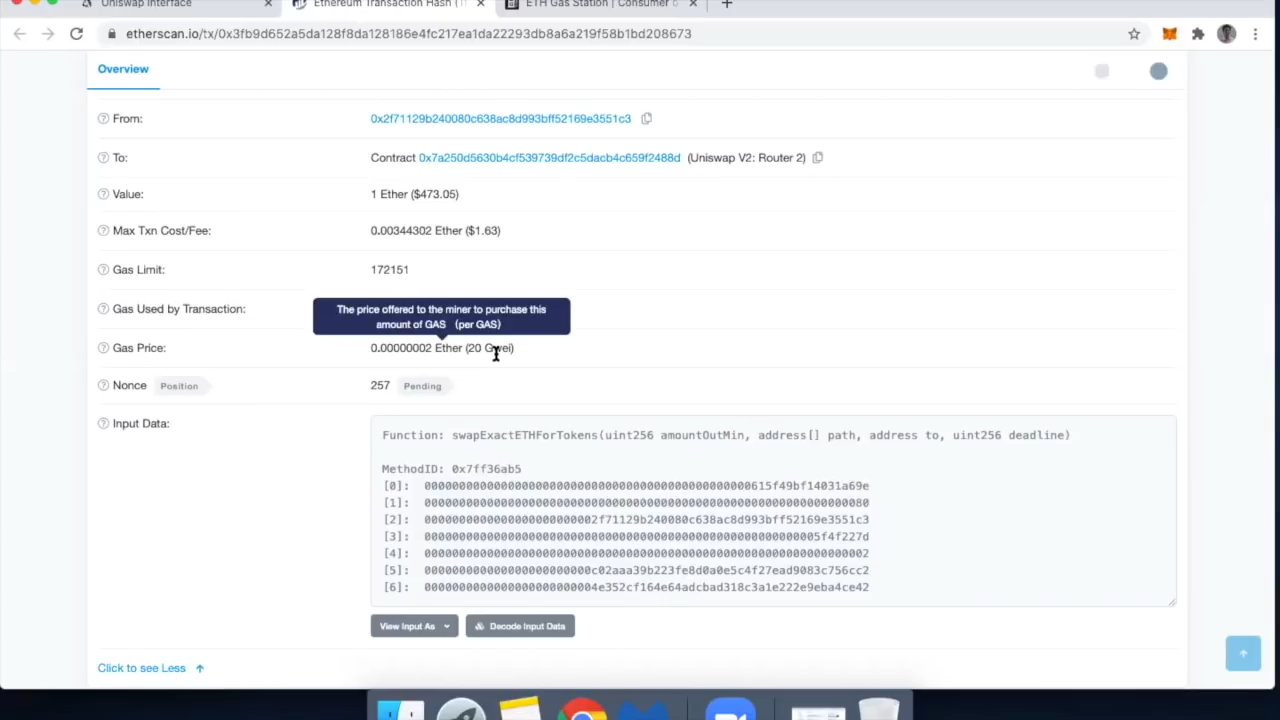 Uniswap Interface
Ethereum Transaction Hash (T
ETH Gas Station | Consumer o
etherscan.io/tx/0x3fb9d652a5da128f8da128186e4fc217ea1da22293db8a6a219f58b1bd208673
Overview
From: 0x2f71129b240080c638ac8d993bff52169e3551c3
To: Contract 0x7a250d5630b4cf539739df2c5dacb4c659f2488d (Uniswap V2: Router 2)
Value: 1 Ether ($473.05)
Max Txn Cost/Fee: 0.00344302 Ether ($1.63)
Gas Limit: 172151
Gas Used by Transaction:
The price offered to the miner to purchase this
amount of GAS (per GAS)
Gas Price: 0.00000002 Ether (20 Gwei)
Nonce Position 257 Pending
Input Data:
Function: swapExactETHForTokens(uint256 amountOutMin, address[] path, address to, uint256 deadline)
MethodID: 0x7ff36ab5
[0]: 000000000000000000000000000000000000000000000000615f49bf14031a69e
[1]: 0000000000000000000000000000000000000000000000000000000000000080
[2]: 0000000000000000000000002f71129b240080c638ac8d993bff52169e3551c3
[3]: 000000000000000000000000000000000000000000000000000000005f4f227d
[4]: 0000000000000000000000000000000000000000000000000000000000000002
[5]: 000000000000000000000000c02aaa39b223fe8d0a0e5c4f27ead9083c756cc2
[6]: 0000000000000000000000004e352cf164e64adcbad318c3a1e222e9eba4ce42
View Input As
Decode Input Data
Click to see Less